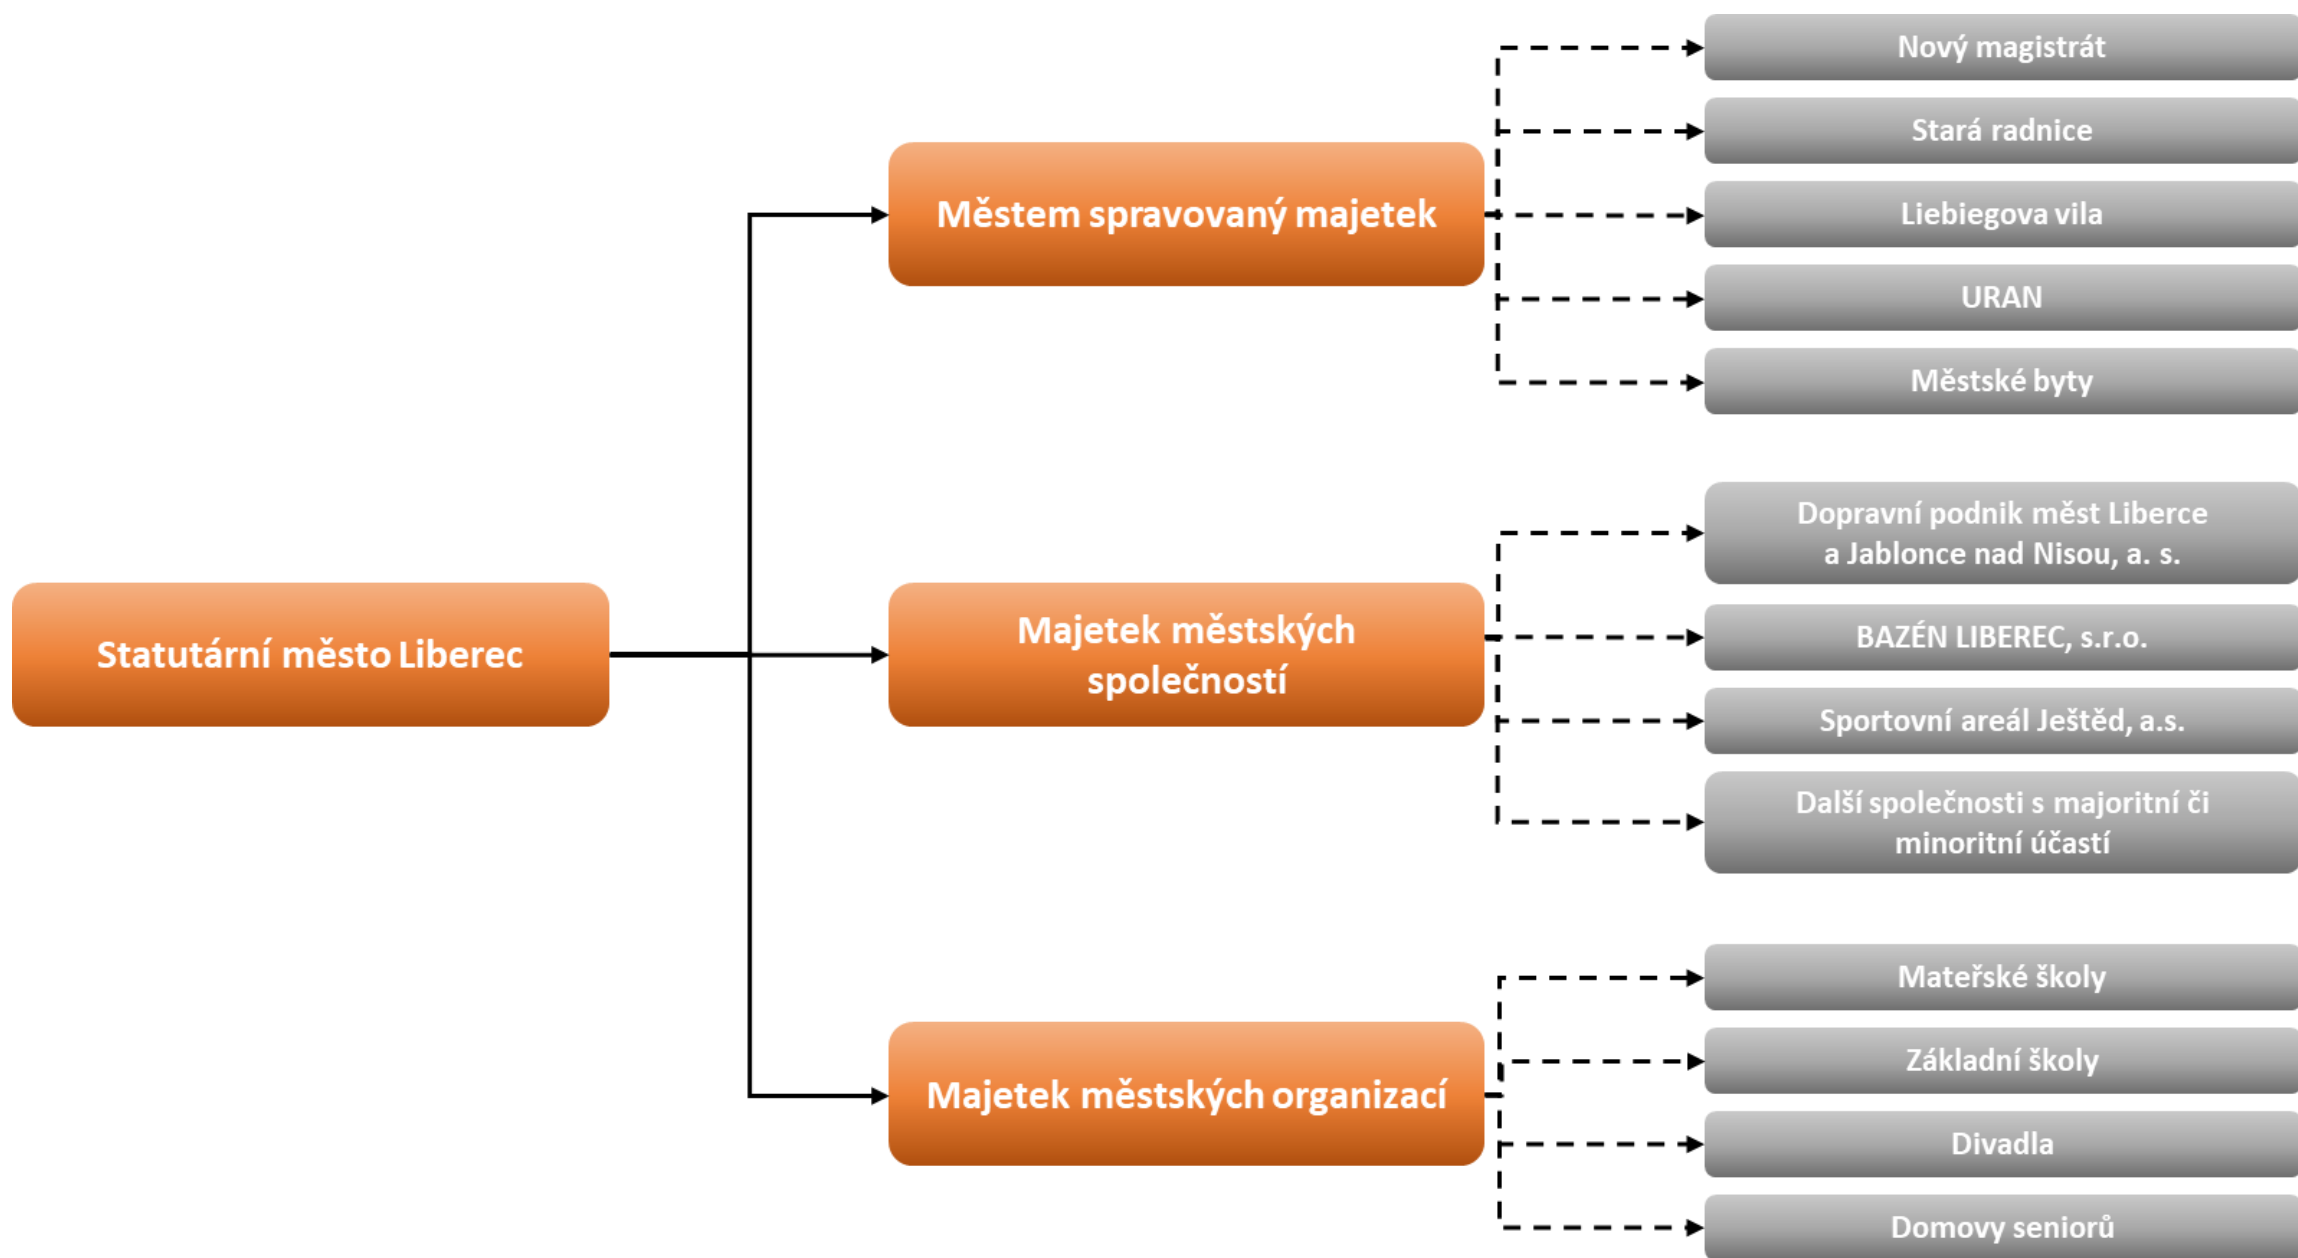 Nový magistrát
Stará radnice
Městem spravovaný majetek
Liebiegova vila
URAN
Městské byty
Dopravní podnik měst Liberce
a Jablonce nad Nisou, a. s.
Statutární město Liberec
Majetek městských
společností
BAZÉN LIBEREC, s.r.o.
Sportovní areál Ještěd, a.s.
Další společnosti s majoritní či
minoritní účastí
Mateřské školy
Základní školy
Majetek městských organizací
Divadla
Domovy seniorů